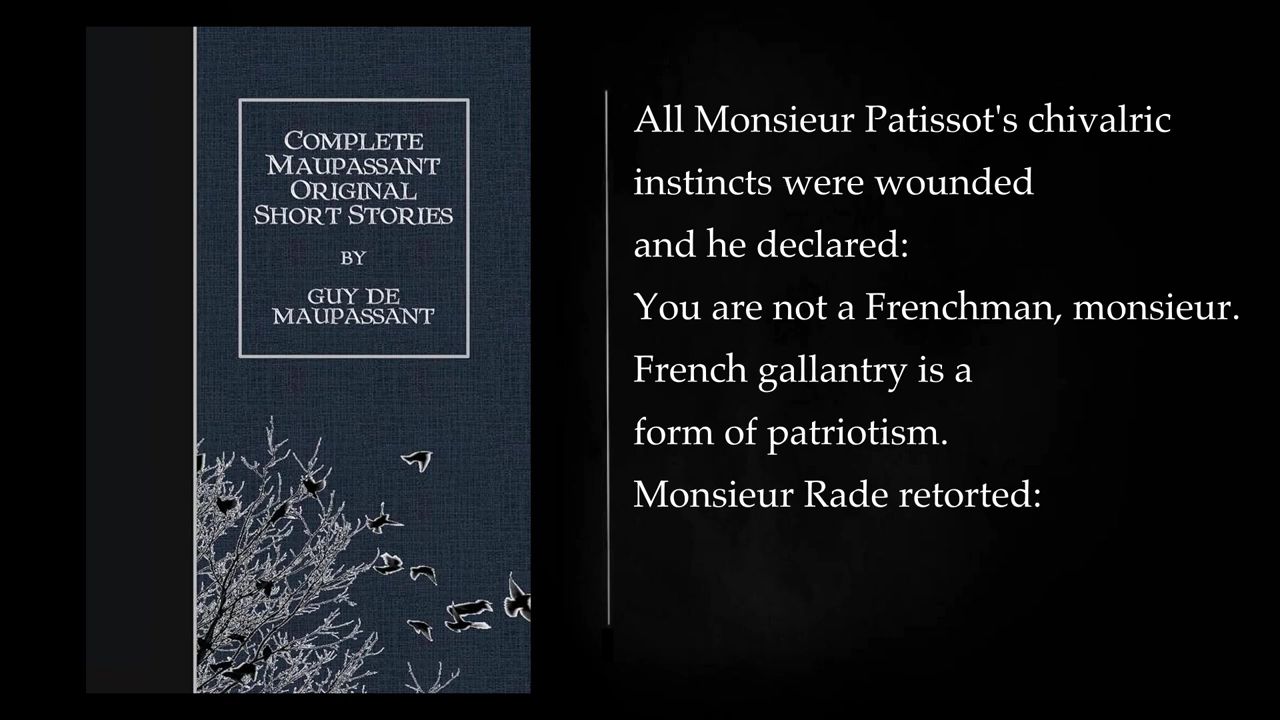 COMPLETE
MAUPASSANT
ORIGINAL
SHORT STORIES
BY
GUY DE
MAUPASSANT
All Monsieur Patissot's chivalric
instincts were wounded
and he declared:
You are not a Frenchman, monsieur.
French gallantry is a
form of patriotism.
Monsieur Rade retorted: